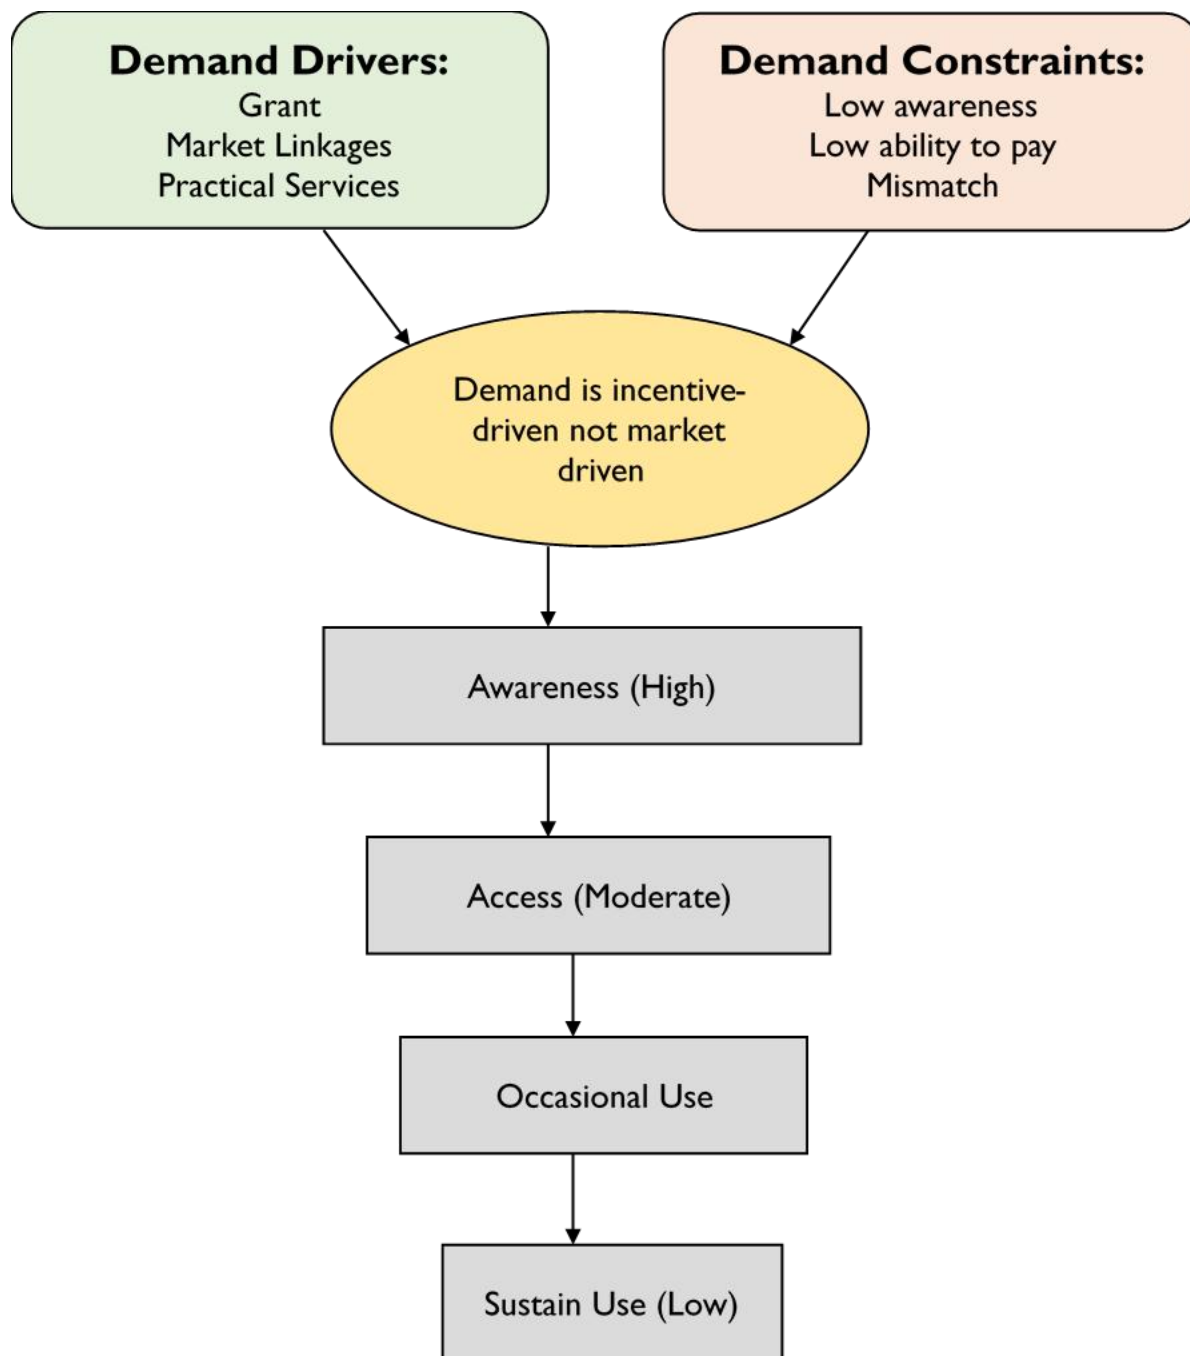 Demand Drivers:
Grant
Market Linkages
Practical Services
Demand Constraints:
Low awareness
Low ability to pay
Mismatch
Demand is incentive-
driven not market
driven
Awareness (High)
Access (Moderate)
Occasional Use
Sustain Use (Low)